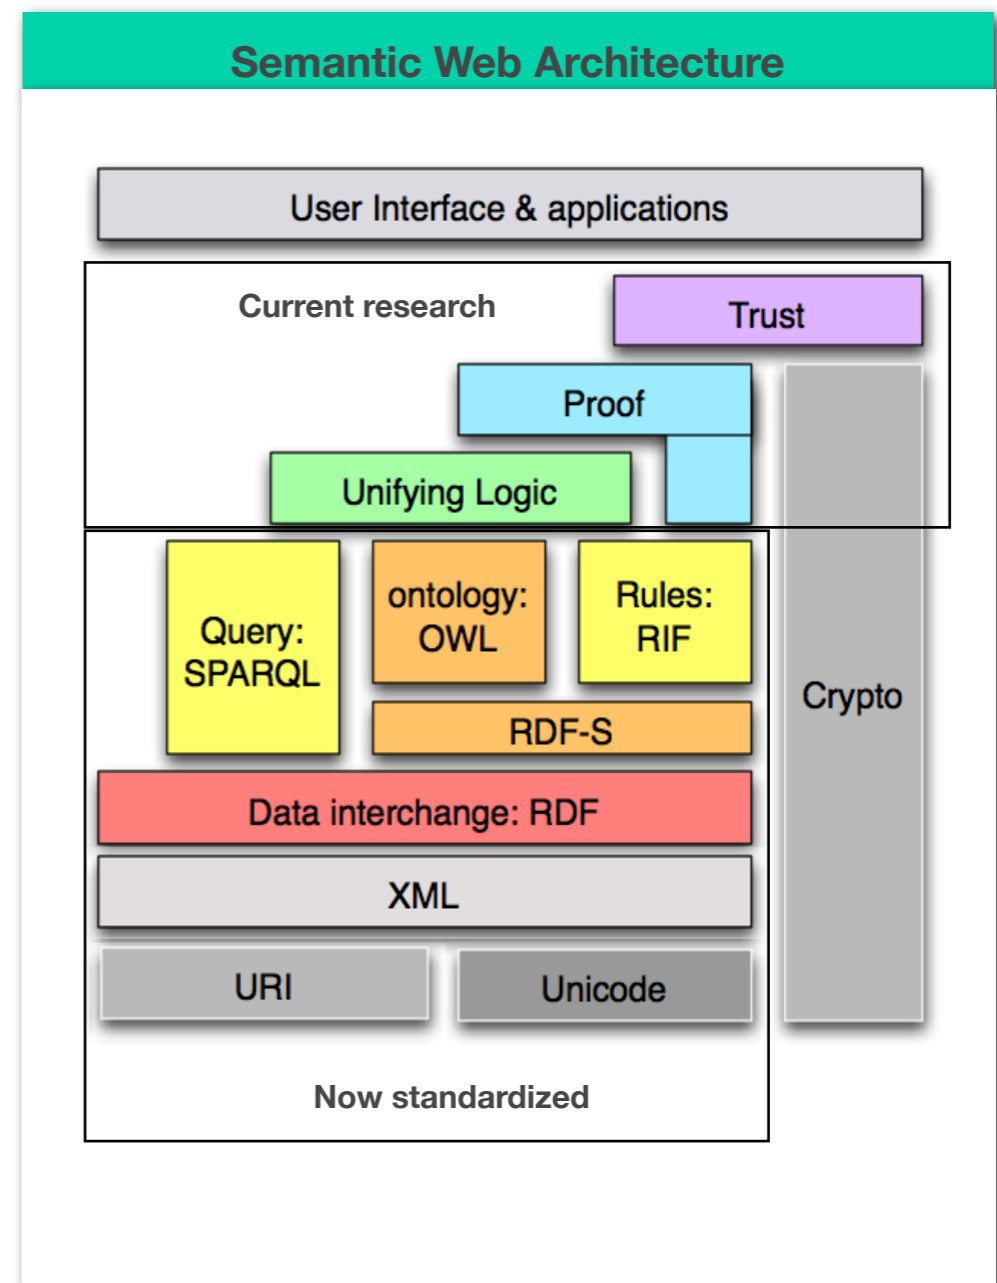 Semantic Web Architecture
User Interface & applications
Current research
Trust
Proof
Unifying Logic
Query:
SPARQL
ontology:
OWL
Rules:
RIF
Crypto
RDF-S
Data interchange: RDF
XML
URI
Unicode
Now standardized